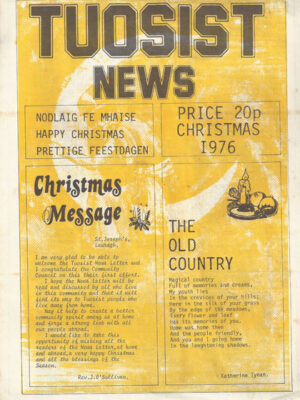 TUOSIST
NEWS
NODLAIG FE MHAISE
HAPPY CHRISTMAS
PRETTIGE FEESTDAGEN
PRICE 20p
CHRISTMAS
1976
Christmas
Message
St. Joseph's,
Lauragh.
I am very glad to be able to
welcome the Tuosist News Letter and
I congratulate the Community
Council on this their first effort.
I hope the News Letter will be
read and discussed by all who live
in this community and that it will
find its way to Tuosist people who
live away from home.
May it help to create a better
community spirit among us at home
and forge a strong link with all
our people abroad.
I would like to take this
opportunity of wishing all the
readers of the News Letter, at home
and abroad, a very happy Christmas
and all the blessings of the
Season.
Rev. J. O'Sullivan.
THE
OLD
COUNTRY
Magical country
Full of memories and dreams,
My youth lies
In the crevices of your hills;
Here in the silk of your grass
By the edge of the meadows,
Every flower and leaf
has its memories of you
Home was home then
And the people friendly,
And you and I going home
In the lengthening shadows.
Katherine Tynan.